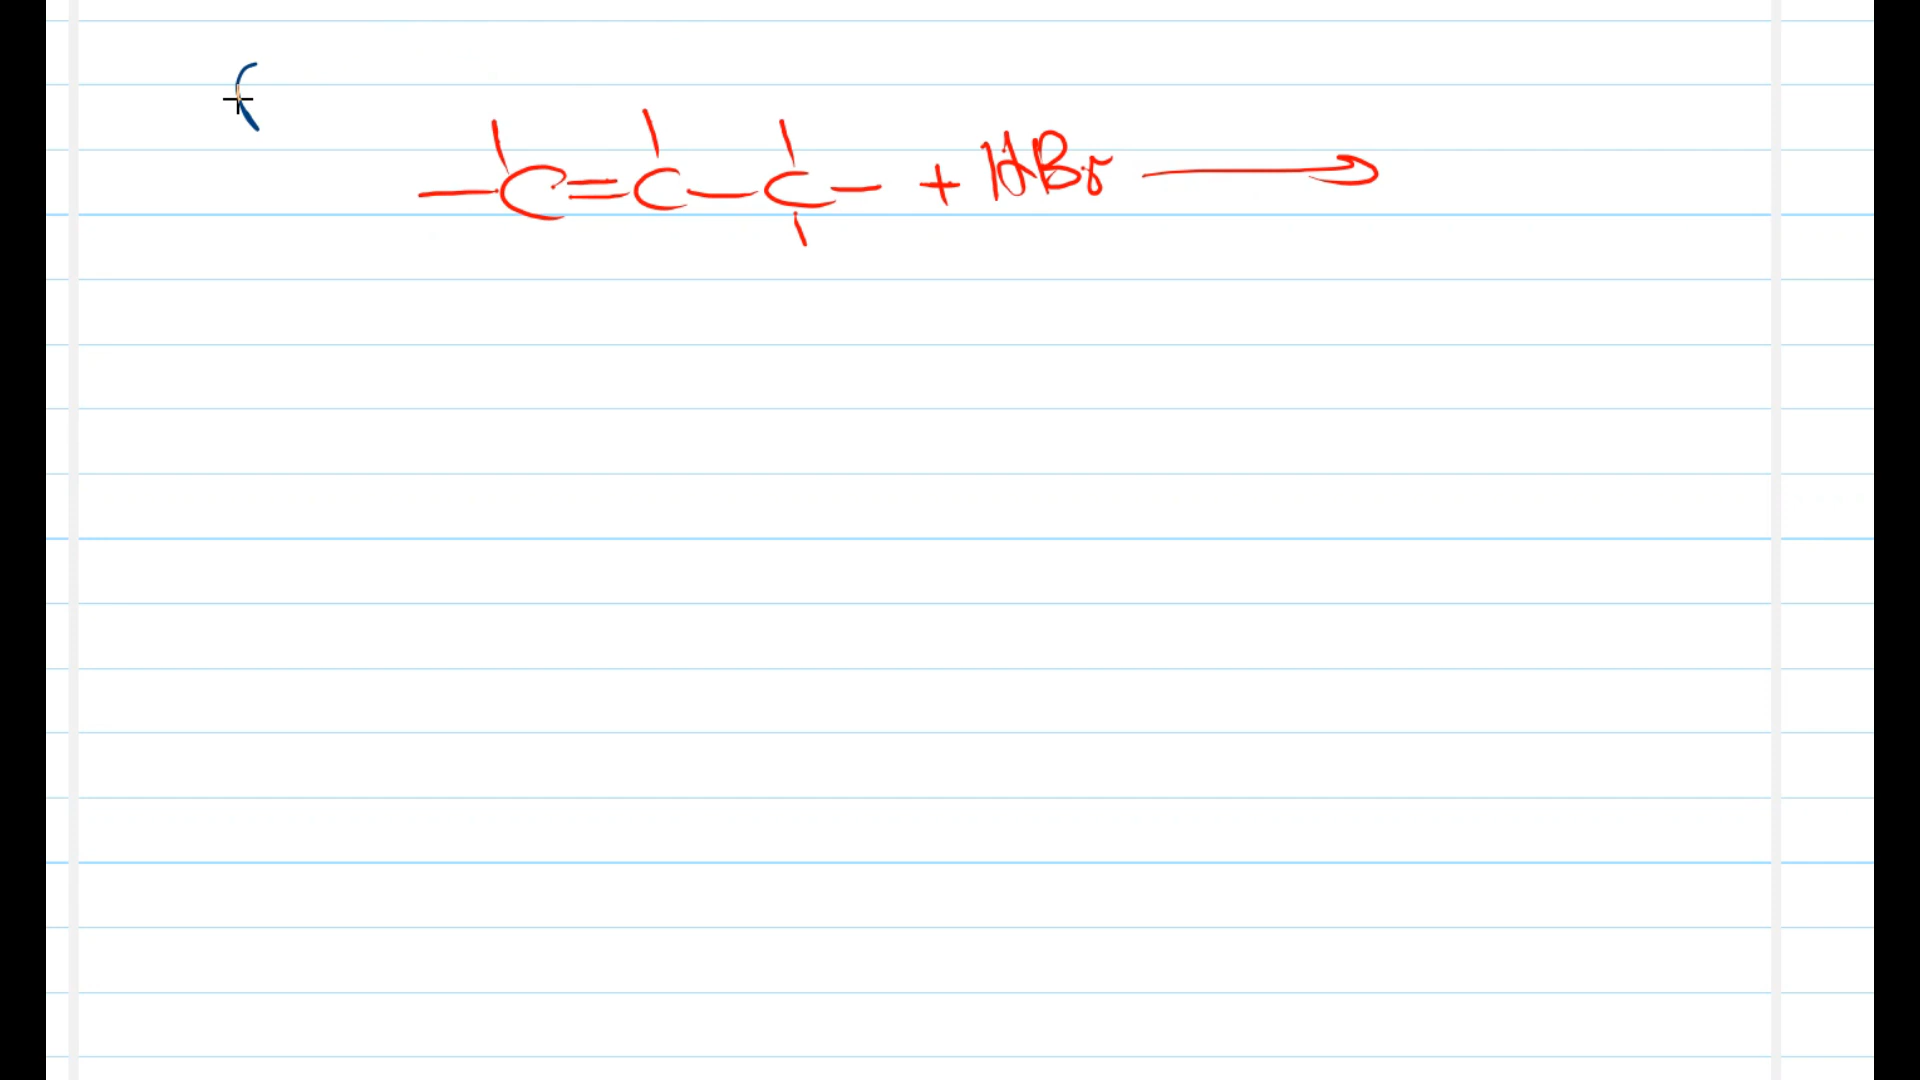 (
-C=C-C- + HBr →